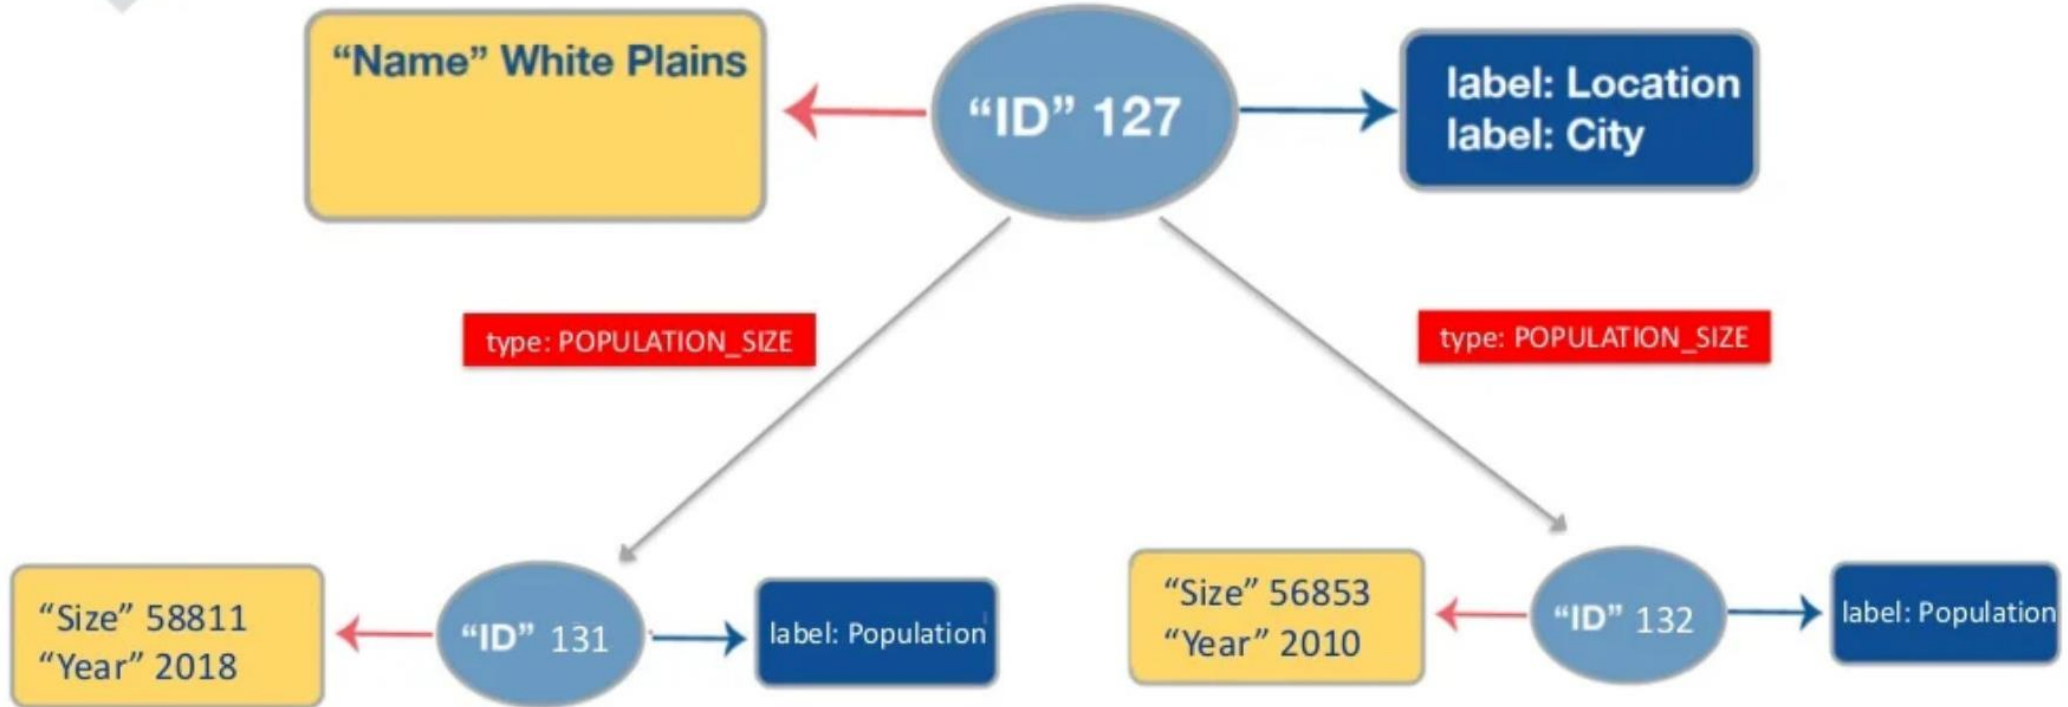 “Name” White Plains
“ID” 127
label: Location
label: City
type: POPULATION_SIZE
type: POPULATION_SIZE
“Size” 58811
“Year” 2018
“ID” 131
label: Population
“Size” 56853
“Year” 2010
“ID” 132
label: Population